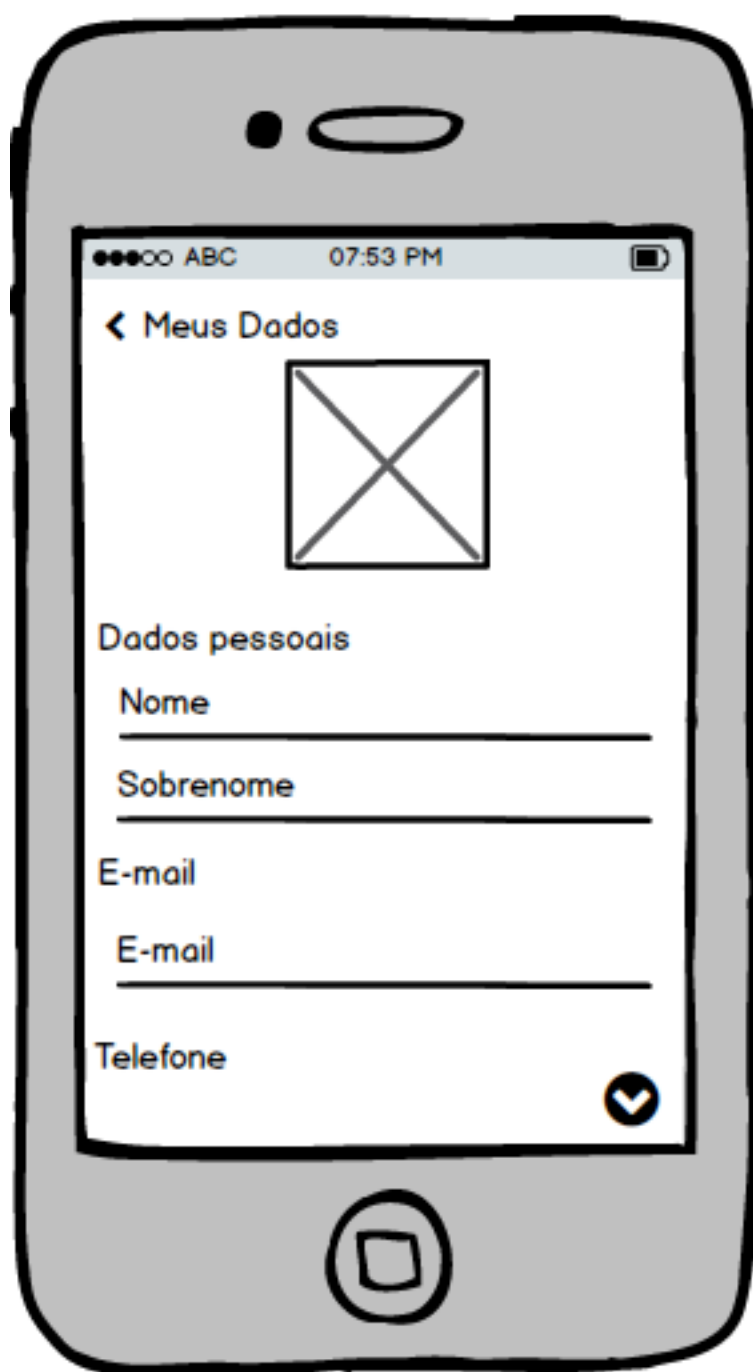 ABC 07:53 PM
Meus Dados
Dados pessoais
Nome
Sobrenome
E-mail
E-mail
Telefone